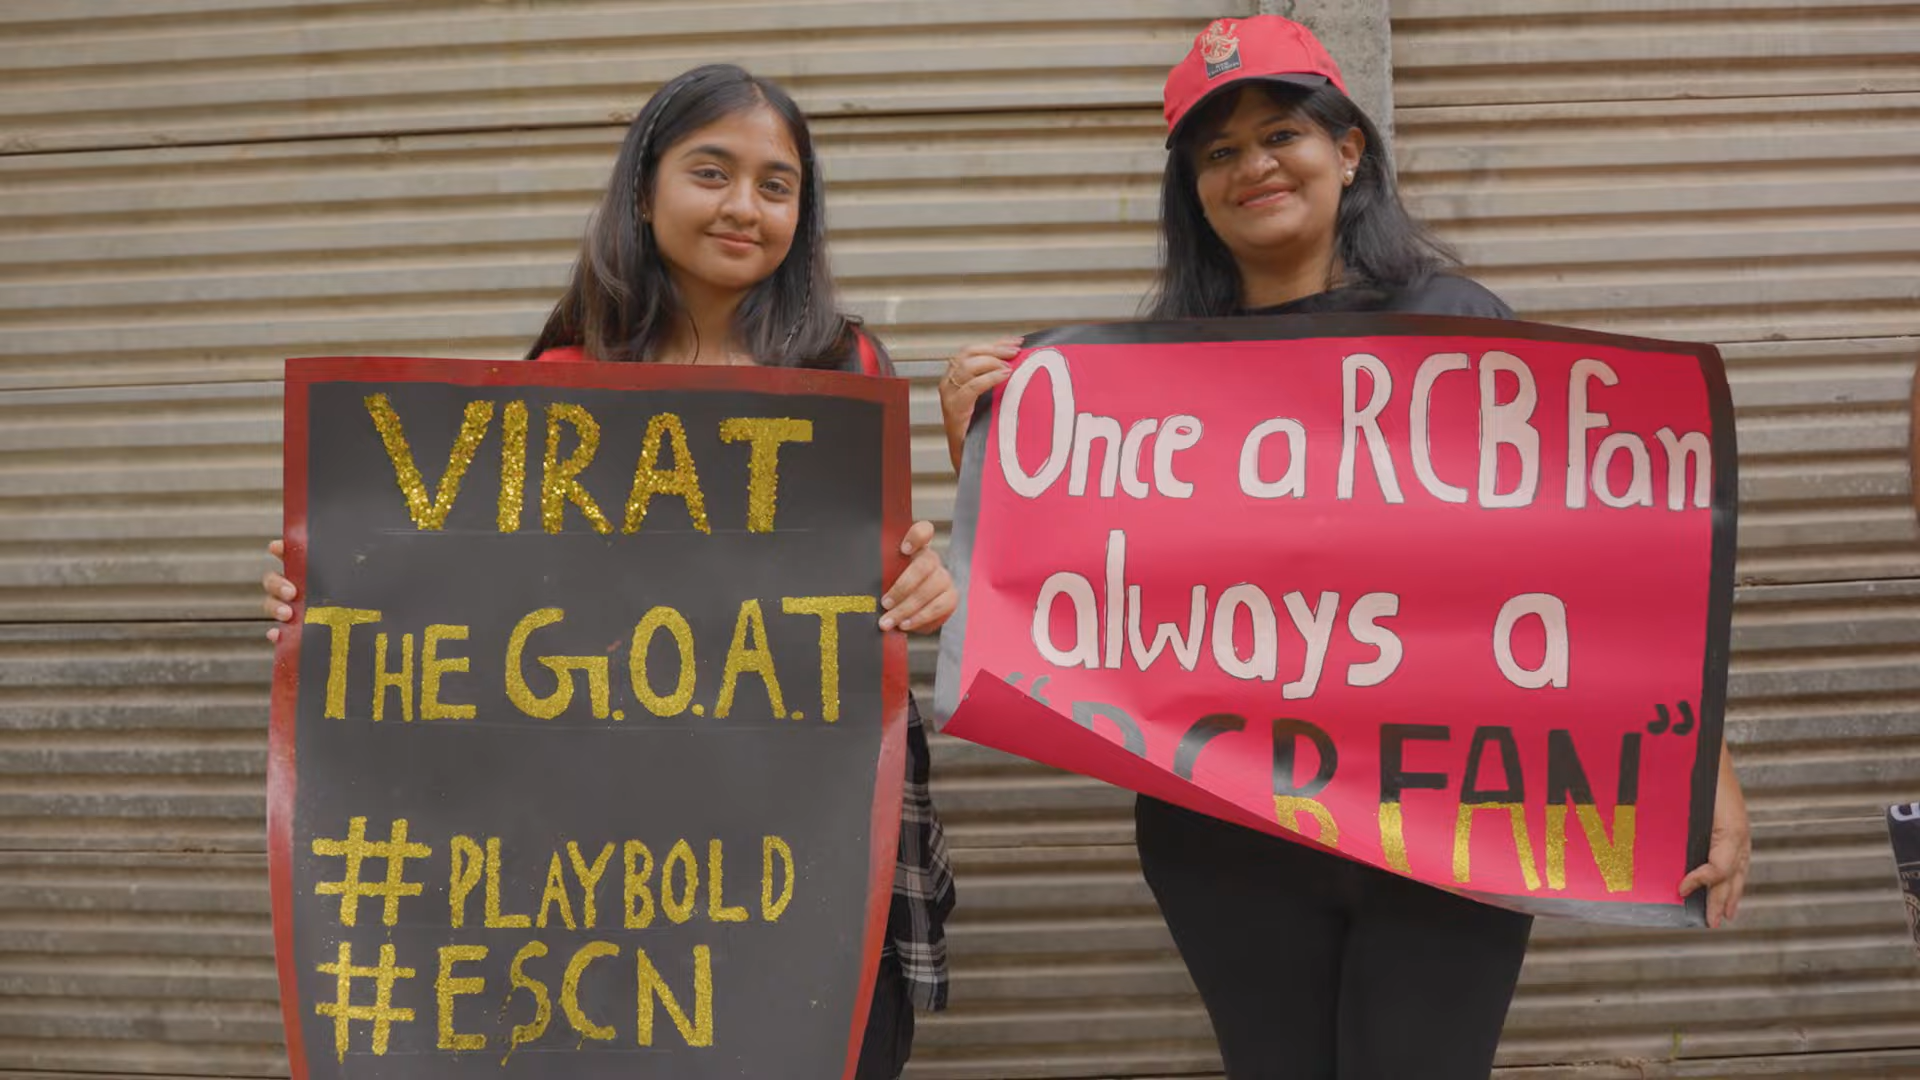 VIRAT
THE G.O.A.T
#PLAYBOLD
#ESCN
Once a RCB Fan
always a
"RCB FAN"